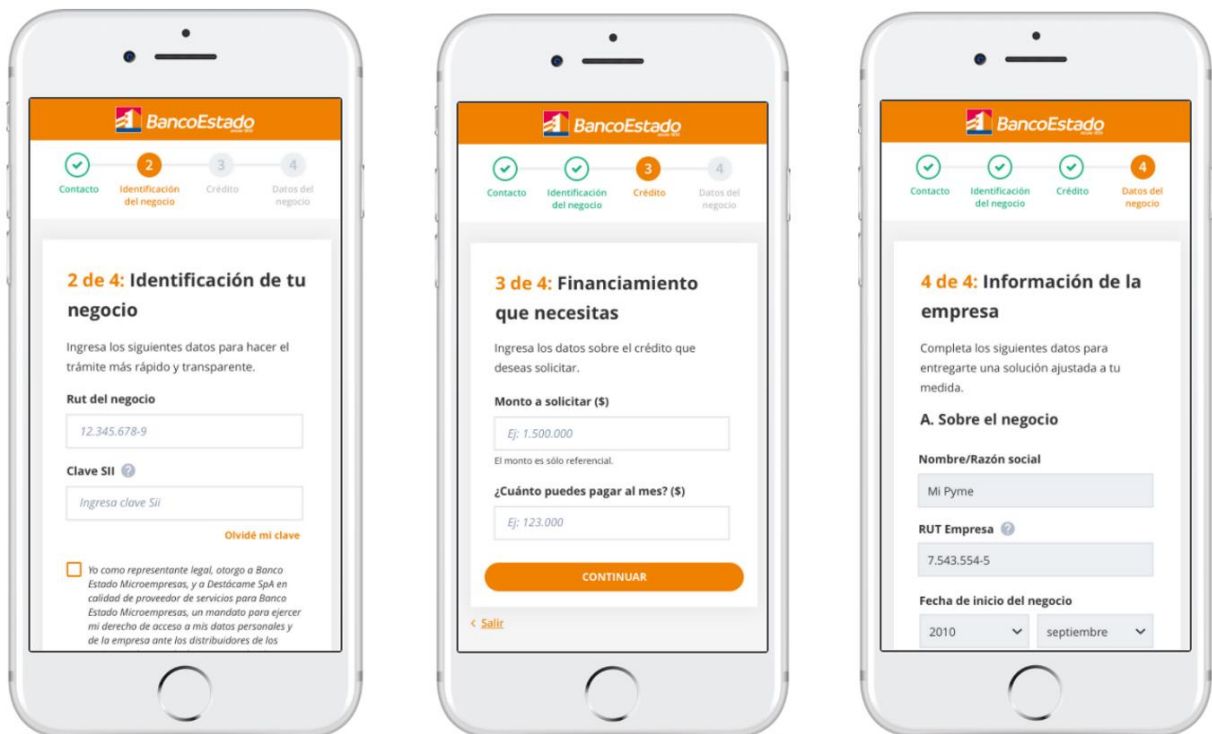 BancoEstado
2
3
4
Contacto
Identificación
del negocio
Crédito
Datos del
negocio
2 de 4: Identificación de tu
negocio
Ingresa los siguientes datos para hacer el
trámite más rápido y transparente.
Rut del negocio
12.345.678-9
Clave SII ?
Ingresa clave Sii
Olvidé mi clave
Yo como representante legal, otorgo a Banco
Estado Microempresas, y a Destácame SpA en
calidad de proveedor de servicios para Banco
Estado Microempresas, un mandato para ejercer
mi derecho de acceso a mis datos personales y
de la empresa ante los distribuidores de los
BancoEstado
3
4
Contacto
Identificación
del negocio
Crédito
Datos del
negocio
3 de 4: Financiamiento
que necesitas
Ingresa los datos sobre el crédito que
deseas solicitar.
Monto a solicitar ($)
Ej: 1.500.000
El monto es sólo referencial.
¿Cuánto puedes pagar al mes? ($)
Ej: 123.000
CONTINUAR
< Salir
BancoEstado
4
Contacto
Identificación
del negocio
Crédito
Datos del
negocio
4 de 4: Información de la
empresa
Completa los siguientes datos para
entregarte una solución ajustada a tu
medida.
A. Sobre el negocio
Nombre/Razón social
Mi Pyme
RUT Empresa ?
7.543.554-5
Fecha de inicio del negocio
2010
septiembre